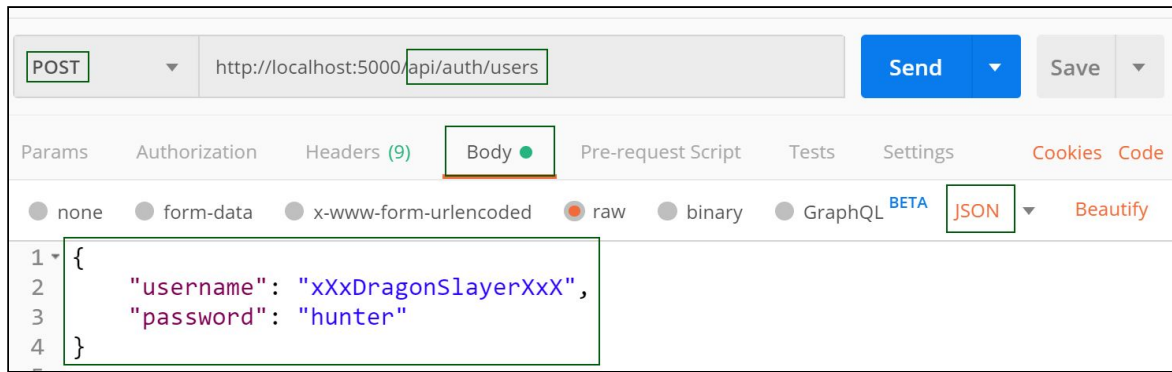 POST http://localhost:5000/api/auth/users Send Save
Params Authorization Headers (9) Body Pre-request Script Tests Settings Cookies Code
none form-data x-www-form-urlencoded raw binary GraphQL BETA JSON Beautify
1 {
2 "username": "xXxDragonSlayerXxX",
3 "password": "hunter"
4 }